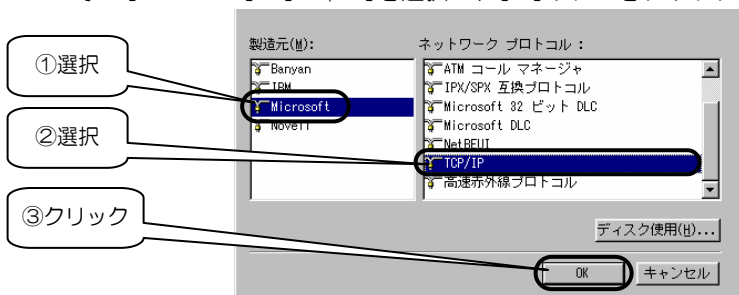 製造元(M):
ネットワーク プロトコル :
①選択
Banyan
IBM
Microsoft
Novell
ATM コール マネージャ
IPX/SPX 互換プロトコル
Microsoft 32 ビット DLC
Microsoft DLC
NetBEUI
TCP/IP
高速赤外線プロトコル
②選択
③クリック
ディスク使用(H)...
OK
キャンセル